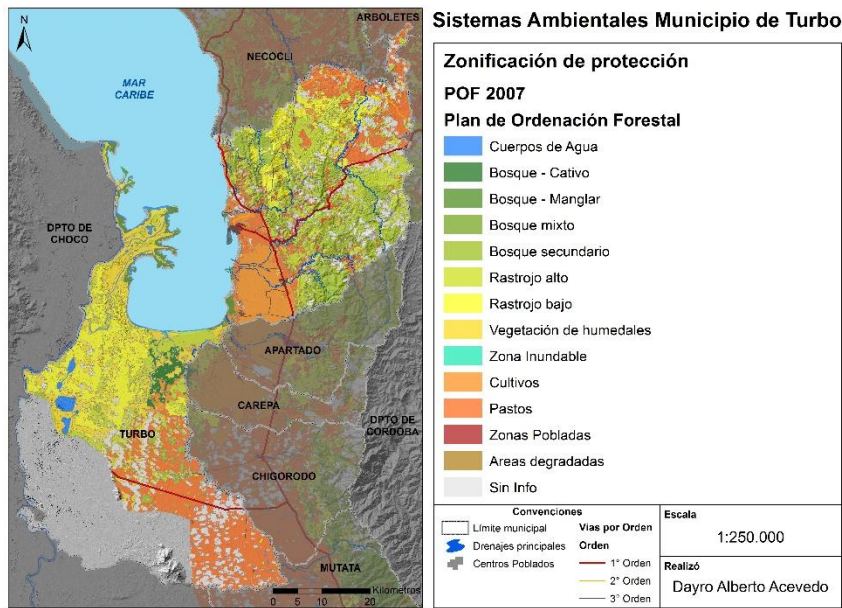 Sistemas Ambientales Municipio de Turbo
N
ARBOLETES
NECOCLI
MAR
CARIBE
DPTO DE
CHOCO
APARTADO
CAREPA
DPTO DE
CORDOBA
TURBO
CHIGORODO
MUTATA
Kilómetros
0 5 10 20
Zonificación de protección
POF 2007
Plan de Ordenación Forestal
Cuerpos de Agua
Bosque - Cativo
Bosque - Manglar
Bosque mixto
Bosque secundario
Rastrojo alto
Rastrojo bajo
Vegetación de humedales
Zona Inundable
Cultivos
Pastos
Zonas Pobladas
Areas degradadas
Sin Info
Convenciones
Límite municipal
Drenajes principales
Centros Poblados
Vias por Orden
Orden
1° Orden
2° Orden
3° Orden
Escala
1:250.000
Realizó
Dayro Alberto Acevedo